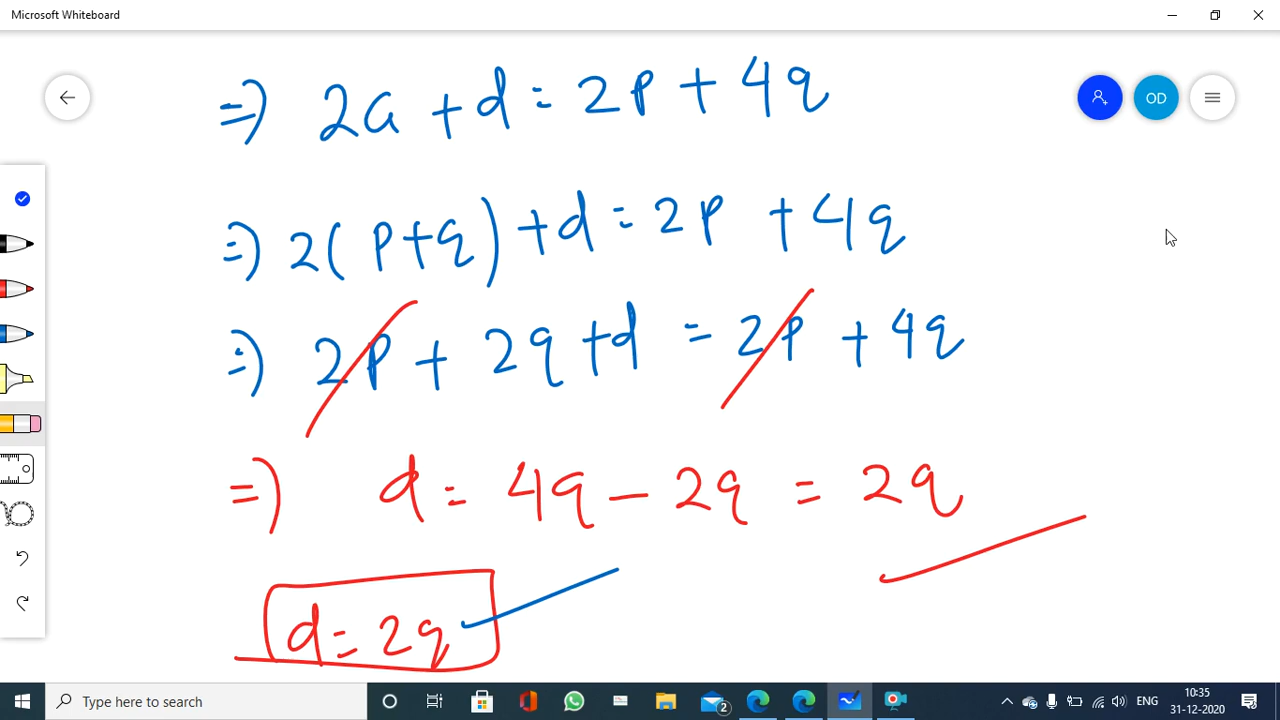 Microsoft Whiteboard
⇒ 2a + d = 2p + 4q
OD
⇒ 2(p+q) + d = 2p + 4q
⇒ 2p + 2q + d = 2p + 4q
⇒ d = 4q - 2q = 2q
d = 2q
Type here to search
2
ENG
10:35
31-12-2020